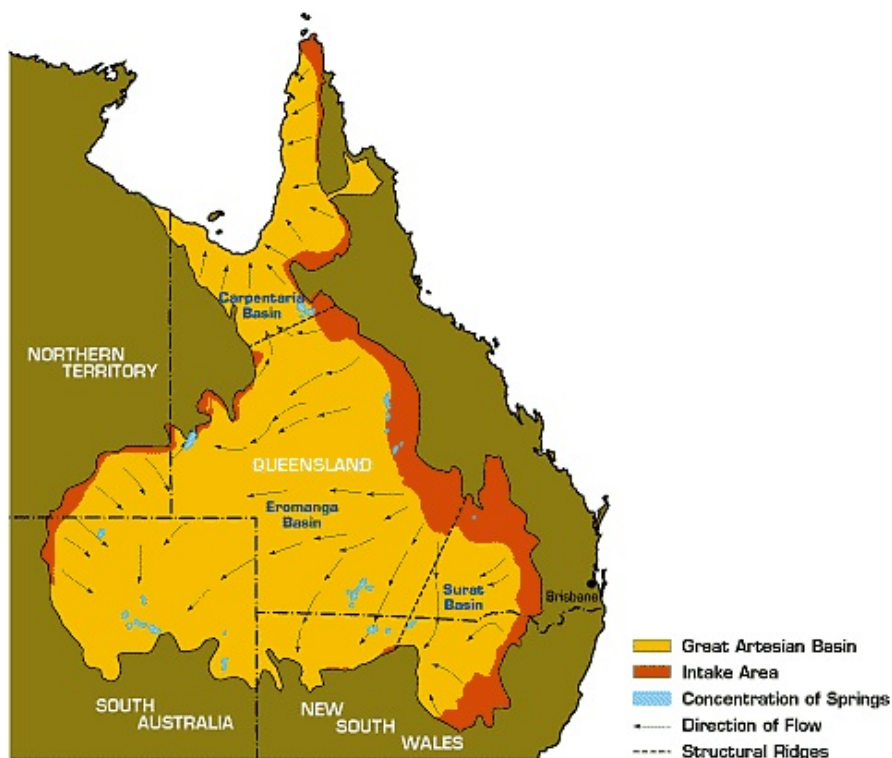 Carpentaria
Basin
NORTHERN
TERRITORY
QUEENSLAND
Eromanga
Basin
Surat
Basin
Brisbane
SOUTH
AUSTRALIA
NEW
SOUTH
WALES
Great Artesian Basin
Intake Area
Concentration of Springs
Direction of Flow
Structural Ridges